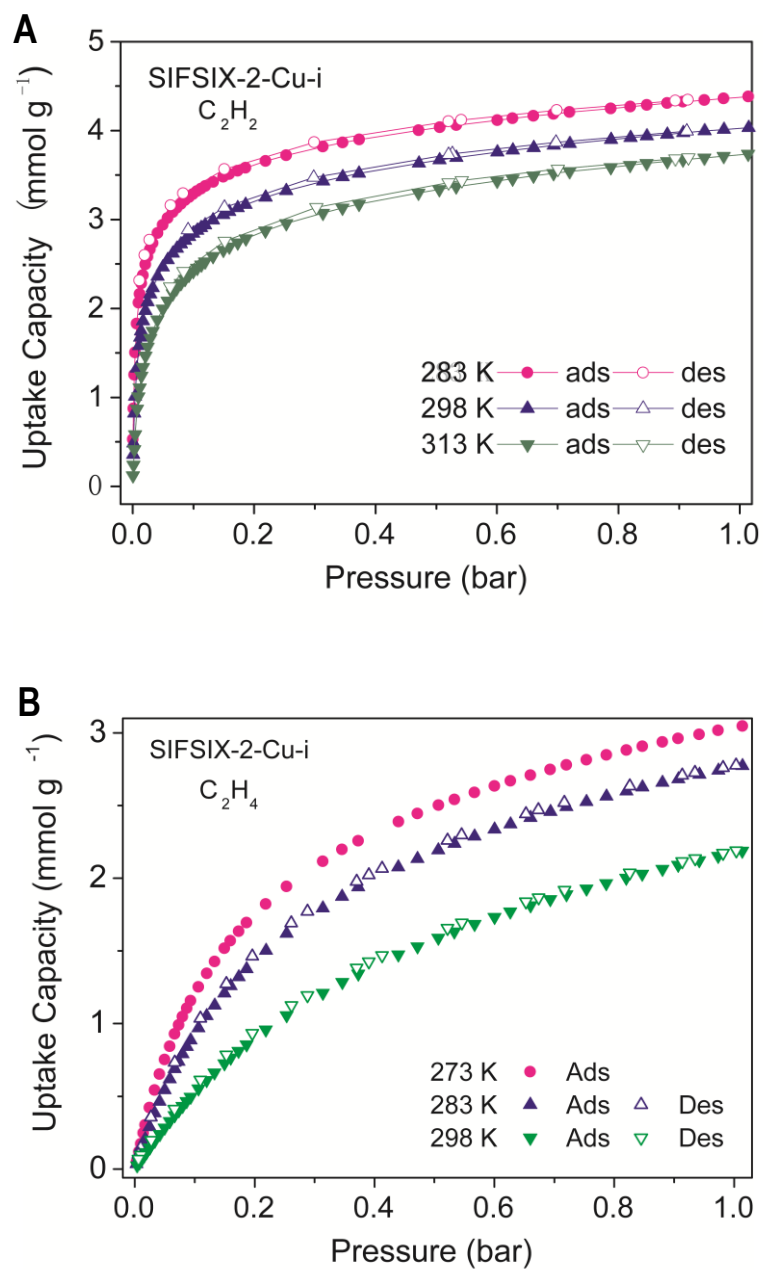 A
SIFSIX-2-Cu-i
C₂H₂
Uptake Capacity (mmol g⁻¹)
5
4
3
2
1
0
283 K ads des
298 K ads des
313 K ads des
0.0 0.2 0.4 0.6 0.8 1.0
Pressure (bar)
B
SIFSIX-2-Cu-i
C₂H₄
Uptake Capacity (mmol g ⁻¹)
3
2
1
0
273 K Ads
283 K Ads Des
298 K Ads Des
0.0 0.2 0.4 0.6 0.8 1.0
Pressure (bar)